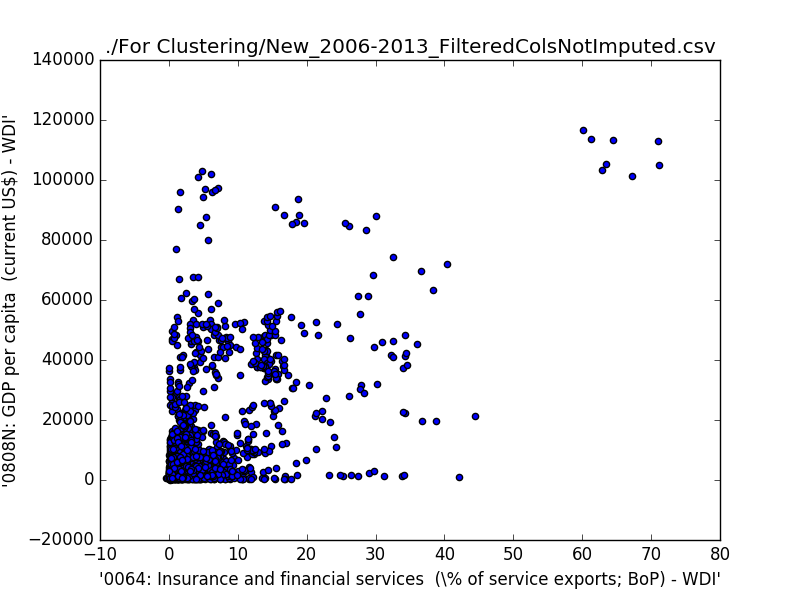 ./For Clustering/New_2006-2013_FilteredColsNotImputed.csv
140000
120000
100000
80000
60000
40000
20000
0
−20000
'0808N: GDP per capita  (current US$) - WDI'
−10 0 10 20 30 40 50 60 70 80
'0064: Insurance and financial services  (\% of service exports; BoP) - WDI'